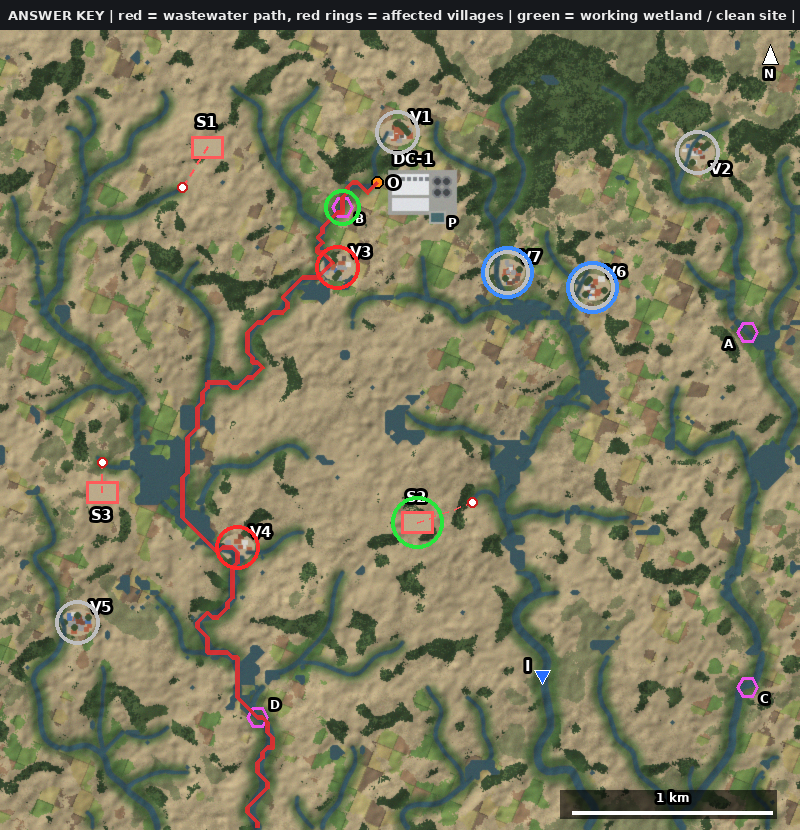 ANSWER KEY | red = wastewater path, red rings = affected villages | green = working wetland / clean site |
N
V1
S1
DC-1
V2
O
B
P
V3
V7
V6
A
S2
S3
V4
V5
I
D
C
1 km